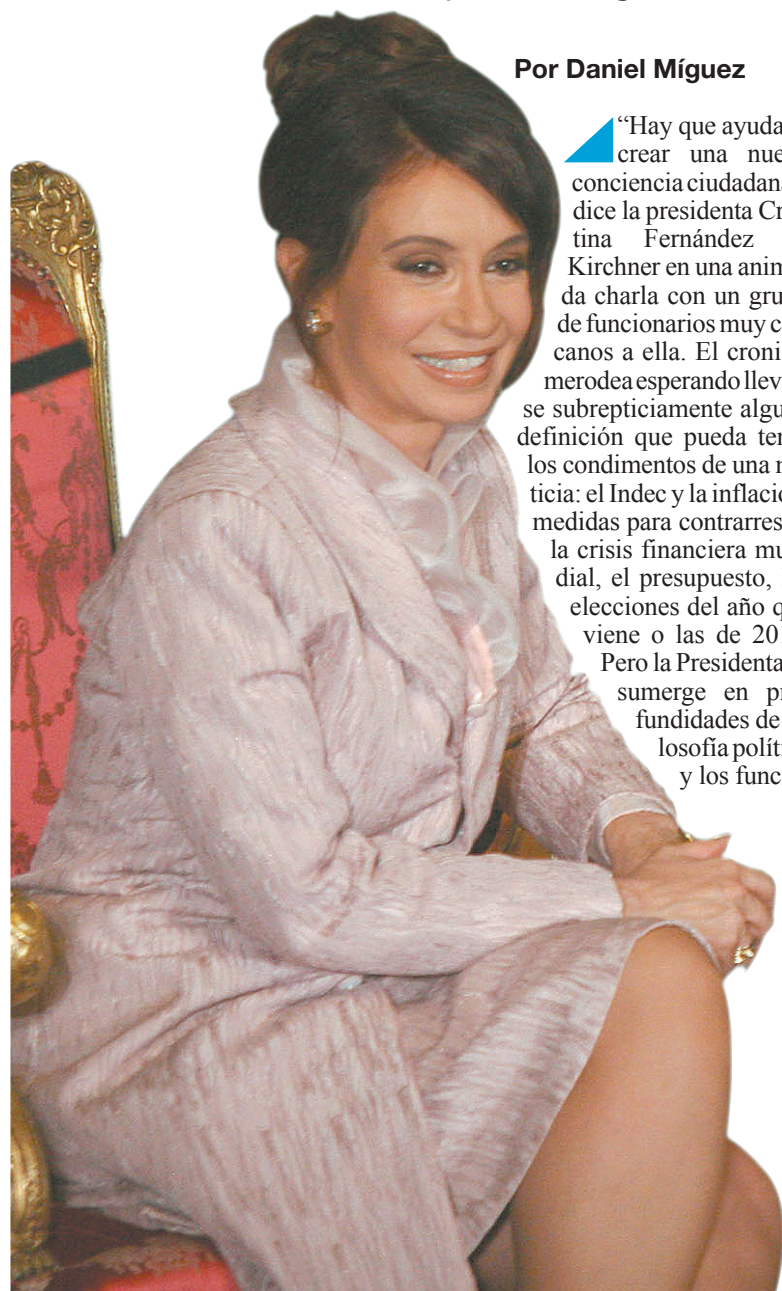 Por Daniel Míguez
“Hay que ayuda
crear una nue
conciencia ciudadana
dice la presidenta Cr
tina Fernández
Kirchner en una anim
da charla con un gru
de funcionarios muy c
canos a ella. El croni
merodea esperando llev
se subrepticiamente algu
definición que pueda te
los condimentos de una
ticia: el Indec y la inflació
medidas para contrarres
la crisis financiera mu
dial, el presupuesto,
elecciones del año q
viene o las de 20
Pero la Presidenta
sumerge en pr
fundidades de
losofía políti
y los func